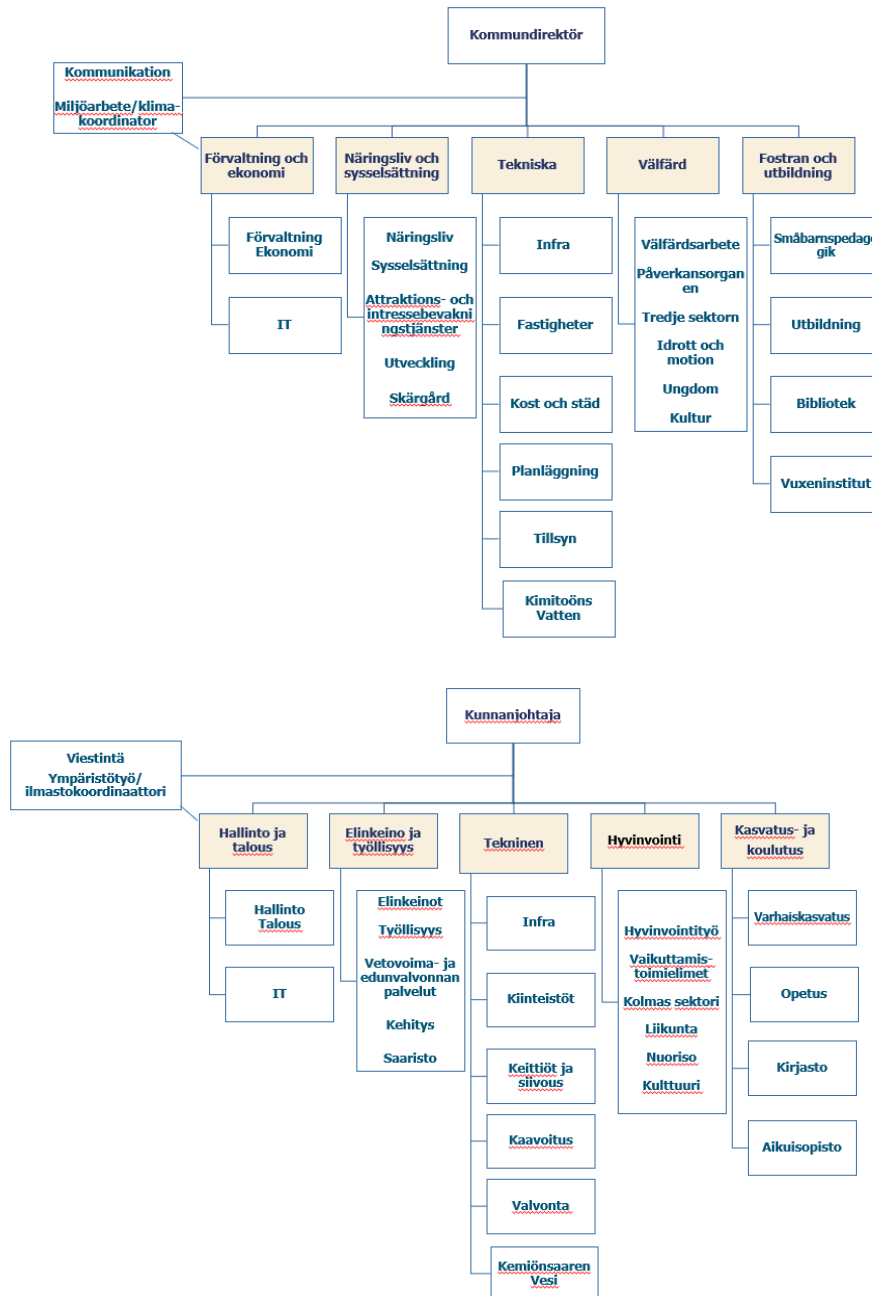 Kommundirektör
Kommunikation
Miljöarbete/klima-
koordinator
Förvaltning och
ekonomi
Näringsliv och
sysselsättning
Tekniska
Välfärd
Fostran och
utbildning
Förvaltning
Ekonomi
IT
Näringsliv
Sysselsättning
Attraktions- och
intressebevakni
ngstjänster
Utveckling
Skärgård
Infra
Fastigheter
Kost och städ
Planläggning
Tillsyn
Kimitoöns
Vatten
Välfärdsarbete
Påverkansorgan
en
Tredje sektorn
Idrott och
motion
Ungdom
Kultur
Småbarnspedago
gik
Utbildning
Bibliotek
Vuxeninstitut
Kunnanjohtaja
Viestintä
Ympäristötyö/
ilmastokoordinaattori
Hallinto ja
talous
Elinkeino ja
työllisyys
Tekninen
Hyvinvointi
Kasvatus- ja
koulutus
Hallinto
Talous
IT
Elinkeinot
Työllisyys
Vetovoima- ja
edunvalvonnan
palvelut
Kehitys
Saaristo
Infra
Kiinteistöt
Keittiöt ja
siivous
Kaavoitus
Valvonta
Kemiönsaaren
Vesi
Hyvinvointityö
Vaikuttamis-
toimielimet
Kolmas sektori
Liikunta
Nuoriso
Kulttuuri
Varhaiskasvatus
Opetus
Kirjasto
Aikuisopisto